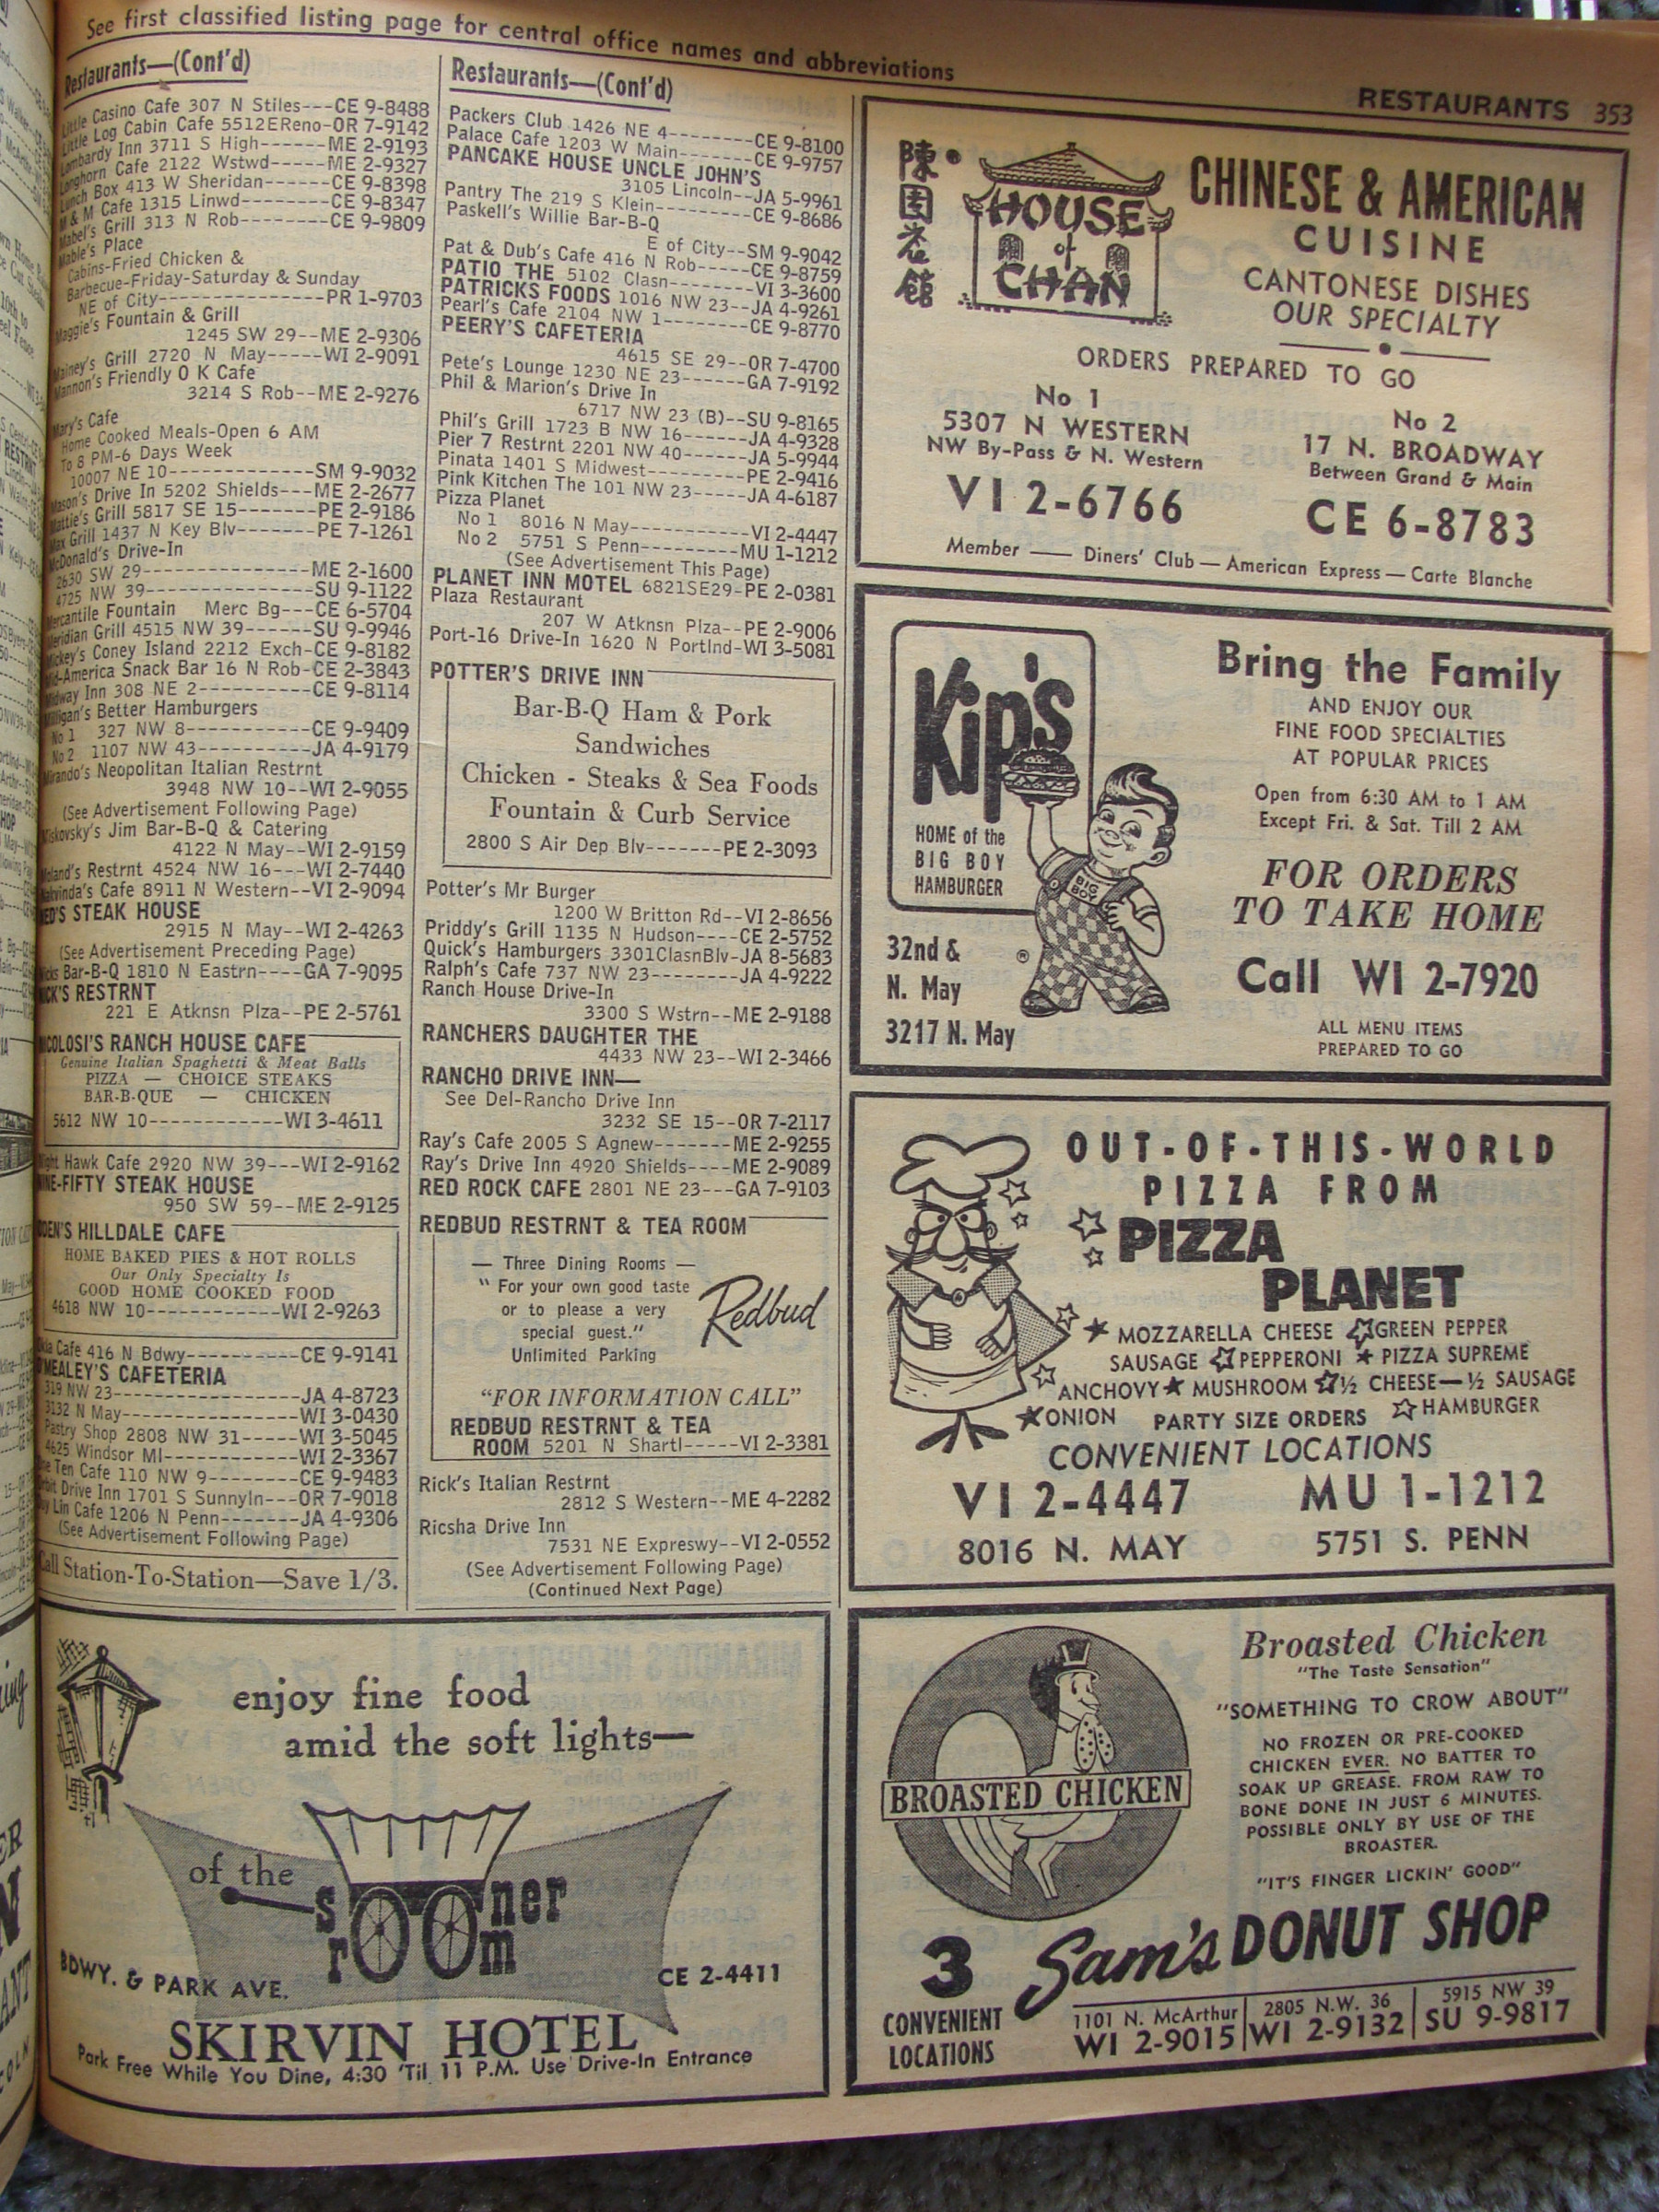 See first classified listing page for central office names and abbreviations
RESTAURANTS 353
Restaurants—(Cont'd)
Little Casino Cafe 307 N Stiles---CE 9-8488
Little Log Cabin Cafe 5512EReno-OR 7-9142
Lombardy Inn 3711 S High------ME 2-9193
Longhorn Cafe 2122 Wstwd-----ME 2-9327
Lunch Box 413 W Sheridan------CE 9-8398
M & M Cafe 1315 Linwd--------CE 9-8347
Mabel's Grill 313 N Rob--------CE 9-9809
Mable's Place
Cabins-Fried Chicken &
Barbecue-Friday-Saturday & Sunday
NE of City----------------PR 1-9703
Maggie's Fountain & Grill
1245 SW 29--ME 2-9306
Mainey's Grill 2720 N May-----WI 2-9091
Mannon's Friendly O K Cafe
3214 S Rob--ME 2-9276
Mary's Cafe
Home Cooked Meals-Open 6 AM
To 8 PM-6 Days Week
10007 NE 10--------------SM 9-9032
Mason's Drive In 5202 Shields---ME 2-2677
Mattie's Grill 5817 SE 15-------PE 2-9186
Max Grill 1437 N Key Blv-------PE 7-1261
McDonald's Drive-In
2630 SW 29---------------ME 2-1600
4725 NW 39---------------SU 9-1122
Mercantile Fountain Merc Bg---CE 6-5704
Meridian Grill 4515 NW 39------SU 9-9946
Mickey's Coney Island 2212 Exch-CE 9-8182
Mid-America Snack Bar 16 N Rob-CE 2-3843
Midway Inn 308 NE 2----------CE 9-8114
Milligan's Better Hamburgers
No 1 327 NW 8-----------CE 9-9409
No 2 1107 NW 43----------JA 4-9179
Mirando's Neopolitan Italian Restrnt
3948 NW 10--WI 2-9055
(See Advertisement Following Page)
Miskovsky's Jim Bar-B-Q & Catering
4122 N May--WI 2-9159
Restrnt 4524 NW 16---WI 2-7440
Cafe 8911 N Western--VI 2-9094
NED'S STEAK HOUSE
2915 N May--WI 2-4263
(See Advertisement Preceding Page)
Bar-B-Q 1810 N Eastrn----GA 7-9095
NICK'S RESTRNT
221 E Atknsn Plza--PE 2-5761
NICOLOSI'S RANCH HOUSE CAFE
Genuine Italian Spaghetti & Meat Balls
PIZZA — CHOICE STEAKS
BAR-B-QUE — CHICKEN
5612 NW 10------------WI 3-4611
Night Hawk Cafe 2920 NW 39---WI 2-9162
NINE-FIFTY STEAK HOUSE
950 SW 59--ME 2-9125
ODEN'S HILLDALE CAFE
HOME BAKED PIES & HOT ROLLS
Our Only Specialty Is
GOOD HOME COOKED FOOD
4618 NW 10------------WI 2-9263
Cafe 416 N Bdwy----------CE 9-9141
O'MEALEY'S CAFETERIA
319 NW 23----------------JA 4-8723
3132 N May---------------WI 3-0430
Pastry Shop 2808 NW 31-----WI 3-5045
4625 Windsor Ml------------WI 2-3367
One Ten Cafe 110 NW 9--------CE 9-9483
Orbit Drive Inn 1701 S Sunnyln---OR 7-9018
Lin Cafe 1206 N Penn-------JA 4-9306
(See Advertisement Following Page)
Call Station-To-Station—Save 1/3.
Restaurants—(Cont'd)
Packers Club 1426 NE 4--------CE 9-8100
Palace Cafe 1203 W Main-------CE 9-9757
PANCAKE HOUSE UNCLE JOHN'S
3105 Lincoln--JA 5-9961
Pantry The 219 S Klein---------CE 9-8686
Paskell's Willie Bar-B-Q
E of City--SM 9-9042
Pat & Dub's Cafe 416 N Rob-----CE 9-8759
PATIO THE 5102 Clasn--------VI 3-3600
PATRICKS FOODS 1016 NW 23--JA 4-9261
Pearl's Cafe 2104 NW 1--------CE 9-8770
PEERY'S CAFETERIA
4615 SE 29--OR 7-4700
Pete's Lounge 1230 NE 23------GA 7-9192
Phil & Marion's Drive In
6717 NW 23 (B)--SU 9-8165
Phil's Grill 1723 B NW 16------JA 4-9328
Pier 7 Restrnt 2201 NW 40------JA 5-9944
Pinata 1401 S Midwest---------PE 2-9416
Pink Kitchen The 101 NW 23-----JA 4-6187
Pizza Planet
No 1 8016 N May-----------VI 2-4447
No 2 5751 S Penn----------MU 1-1212
(See Advertisement This Page)
PLANET INN MOTEL 6821SE29-PE 2-0381
Plaza Restaurant
207 W Atknsn Plza--PE 2-9006
Port-16 Drive-In 1620 N Portlnd-WI 3-5081
POTTER'S DRIVE INN
Bar-B-Q Ham & Pork
Sandwiches
Chicken - Steaks & Sea Foods
Fountain & Curb Service
2800 S Air Dep Blv-------PE 2-3093
Potter's Mr Burger
1200 W Britton Rd--VI 2-8656
Priddy's Grill 1135 N Hudson----CE 2-5752
Quick's Hamburgers 3301ClasnBlv-JA 8-5683
Ralph's Cafe 737 NW 23--------JA 4-9222
Ranch House Drive-In
3300 S Wstrn--ME 2-9188
RANCHERS DAUGHTER THE
4433 NW 23--WI 2-3466
RANCHO DRIVE INN—
See Del-Rancho Drive Inn
3232 SE 15--OR 7-2117
Ray's Cafe 2005 S Agnew-------ME 2-9255
Ray's Drive Inn 4920 Shields----ME 2-9089
RED ROCK CAFE 2801 NE 23---GA 7-9103
REDBUD RESTRNT & TEA ROOM
— Three Dining Rooms —
"For your own good taste
or to please a very
special guest."
Unlimited Parking
Redbud
"FOR INFORMATION CALL"
REDBUD RESTRNT & TEA
ROOM 5201 N Shartl-----VI 2-3381
Rick's Italian Restrnt
2812 S Western--ME 4-2282
Ricsha Drive Inn
7531 NE Expreswy--VI 2-0552
(See Advertisement Following Page)
(Continued Next Page)
陳園茶館
HOUSE
of
CHAN
CHINESE & AMERICAN
CUISINE
CANTONESE DISHES
OUR SPECIALTY
ORDERS PREPARED TO GO
No 1
5307 N WESTERN
NW By-Pass & N. Western
VI 2-6766
No 2
17 N. BROADWAY
Between Grand & Main
CE 6-8783
Member — Diners' Club — American Express — Carte Blanche
Kip's
HOME of the
BIG BOY
HAMBURGER
BIG
BOY
®
32nd &
N. May
3217 N. May
Bring the Family
AND ENJOY OUR
FINE FOOD SPECIALTIES
AT POPULAR PRICES
Open from 6:30 AM to 1 AM
Except Fri. & Sat. Till 2 AM
FOR ORDERS
TO TAKE HOME
Call WI 2-7920
ALL MENU ITEMS
PREPARED TO GO
OUT-OF-THIS-WORLD
PIZZA FROM
PIZZA
PLANET
★ MOZZARELLA CHEESE ☆ GREEN PEPPER
SAUSAGE ☆ PEPPERONI ★ PIZZA SUPREME
ANCHOVY ★ MUSHROOM ☆ ½ CHEESE—½ SAUSAGE
★ ONION PARTY SIZE ORDERS ☆ HAMBURGER
CONVENIENT LOCATIONS
VI 2-4447 MU 1-1212
8016 N. MAY 5751 S. PENN
enjoy fine food
amid the soft lights—
of the
sooner
room
BDWY. & PARK AVE.
CE 2-4411
SKIRVIN HOTEL
Park Free While You Dine, 4:30 'Til 11 P.M. Use Drive-In Entrance
BROASTED CHICKEN
Broasted Chicken
"The Taste Sensation"
"SOMETHING TO CROW ABOUT"
NO FROZEN OR PRE-COOKED
CHICKEN EVER. NO BATTER TO
SOAK UP GREASE. FROM RAW TO
BONE DONE IN JUST 6 MINUTES.
POSSIBLE ONLY BY USE OF THE
BROASTER.
"IT'S FINGER LICKIN' GOOD"
3
CONVENIENT
LOCATIONS
Sam's DONUT SHOP
1101 N. McArthur
WI 2-9015
2805 N.W. 36
WI 2-9132
5915 NW 39
SU 9-9817